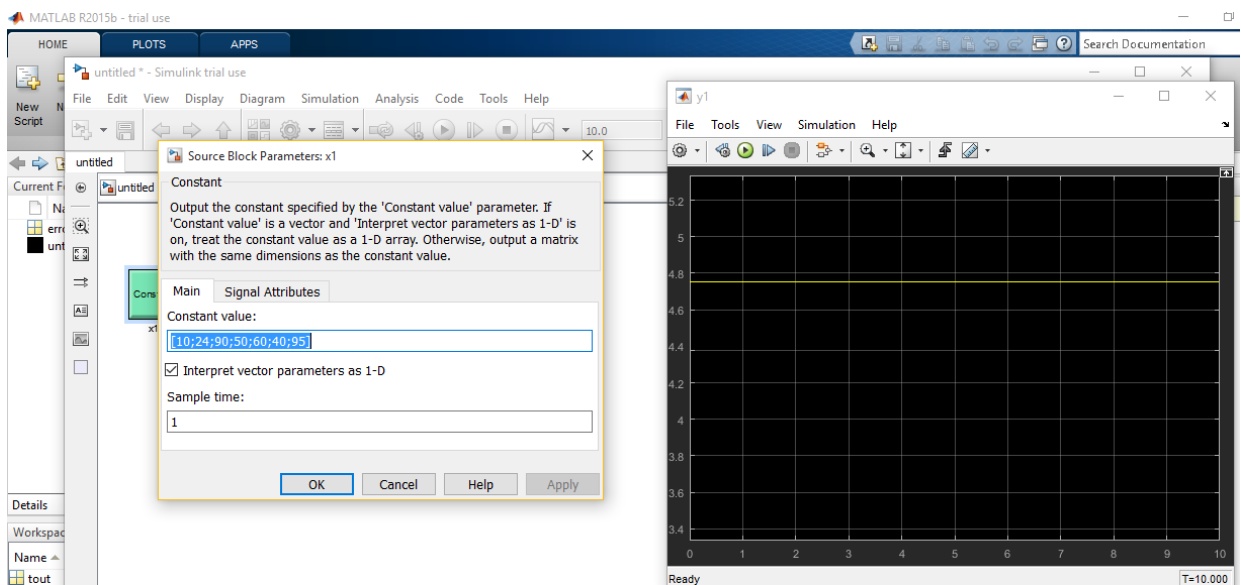 MATLAB R2015b - trial use
HOME PLOTS APPS
Search Documentation
New
Script
untitled * - Simulink trial use
File Edit View Display Diagram Simulation Analysis Code Tools Help
10.0
untitled
Current F
untitled
Na
erro
unt
Cons
x1
Details
Workspac
Name
tout
Source Block Parameters: x1
Constant
Output the constant specified by the 'Constant value' parameter. If
'Constant value' is a vector and 'Interpret vector parameters as 1-D' is
on, treat the constant value as a 1-D array. Otherwise, output a matrix
with the same dimensions as the constant value.
Main Signal Attributes
Constant value:
[10;24;90;50;60;40;95]
Interpret vector parameters as 1-D
Sample time:
1
OK Cancel Help Apply
y1
File Tools View Simulation Help
5.2
5
4.8
4.6
4.4
4.2
4
3.8
3.6
3.4
0 1 2 3 4 5 6 7 8 9 10
Ready T=10.000